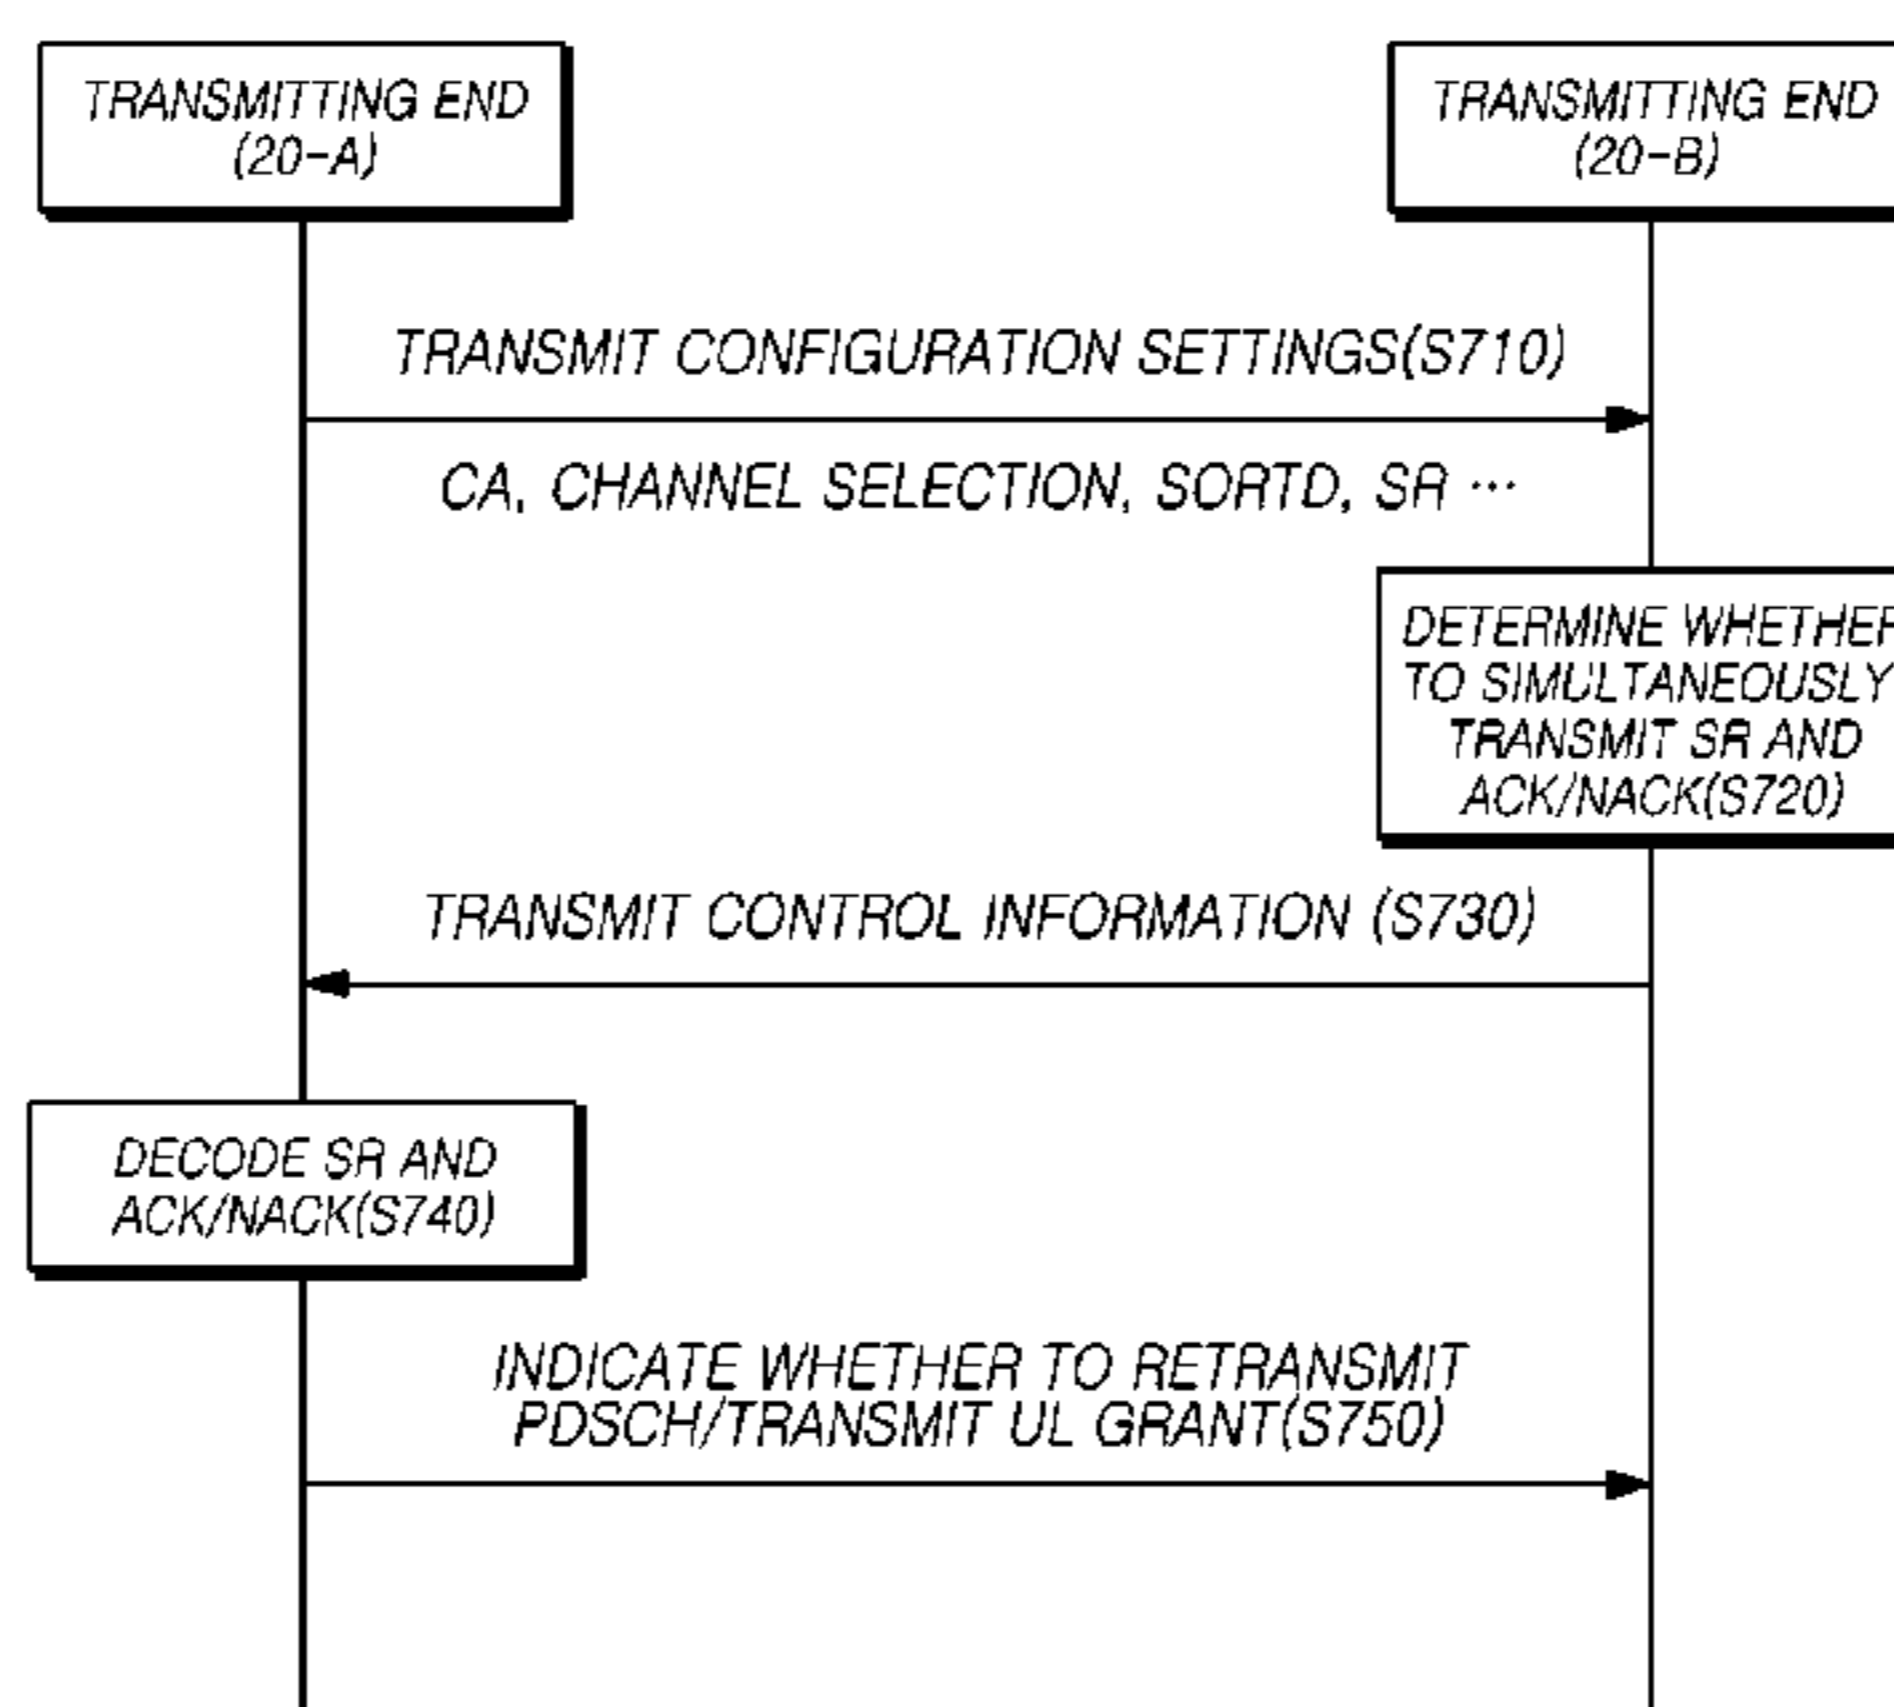 TRANSMITTING END
(20-A)
TRANSMITTING END
(20-B)
TRANSMIT CONFIGURATION SETTINGS(S710)
CA, CHANNEL SELECTION, SORTD, SR ···
DETERMINE WHETHER
TO SIMULTANEOUSLY
TRANSMIT SR AND
ACK/NACK(S720)
TRANSMIT CONTROL INFORMATION (S730)
DECODE SR AND
ACK/NACK(S740)
INDICATE WHETHER TO RETRANSMIT
PDSCH/TRANSMIT UL GRANT(S750)